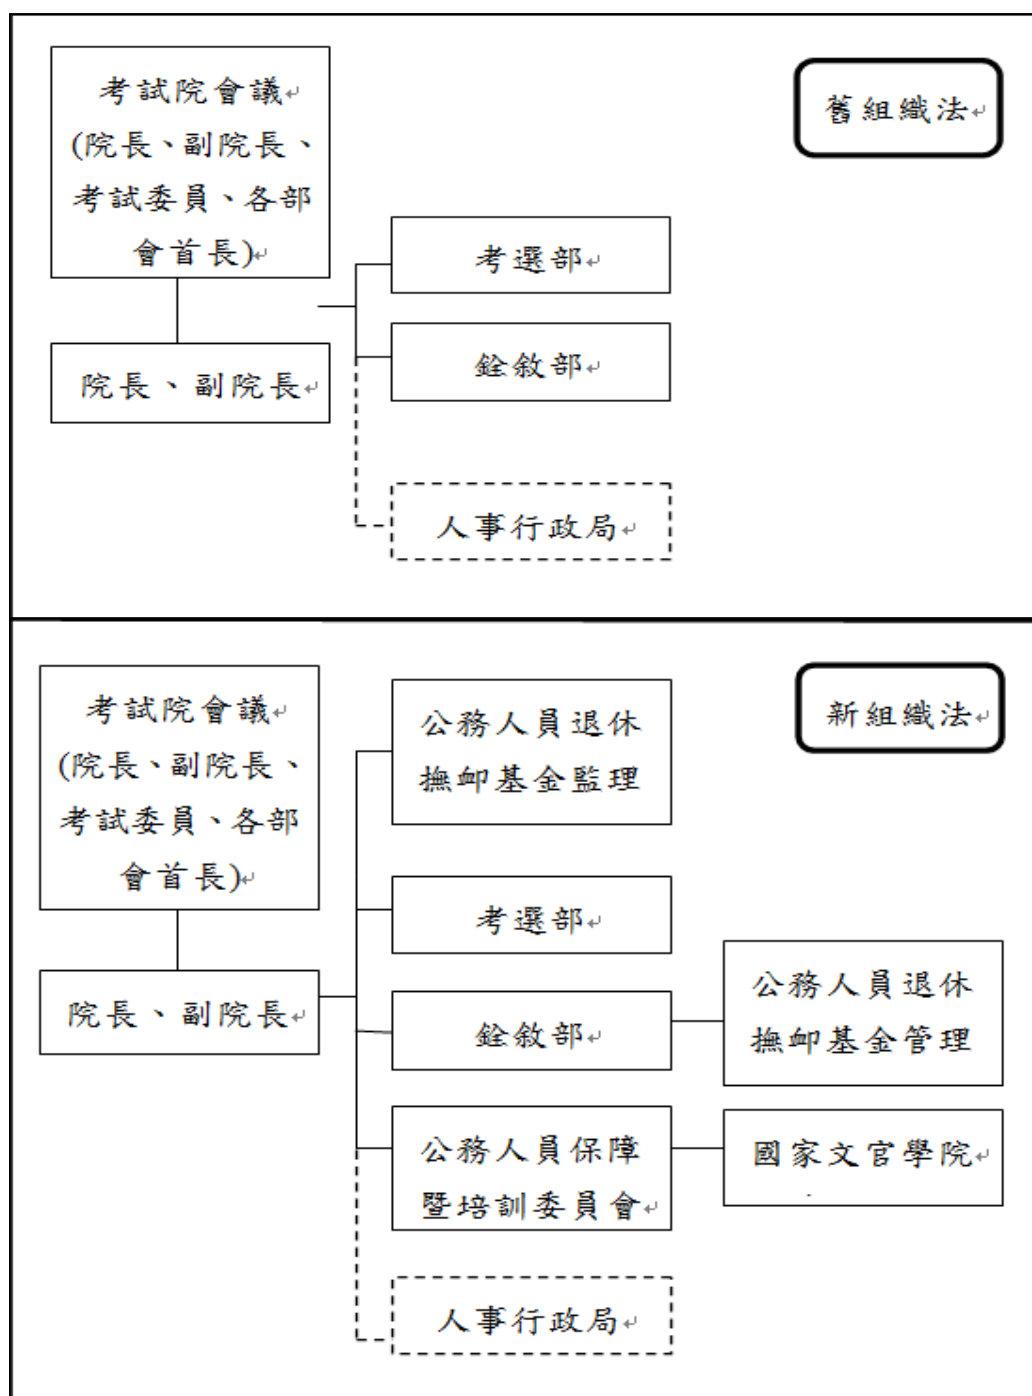 考試院會議
(院長、副院長、
考試委員、各部
會首長)
舊組織法
考選部
銓敘部
院長、副院長
人事行政局
考試院會議
(院長、副院長、
考試委員、各部
會首長)
新組織法
公務人員退休
撫卹基金監理
考選部
院長、副院長
銓敘部
公務人員退休
撫卹基金管理
公務人員保障
暨培訓委員會
國家文官學院
人事行政局